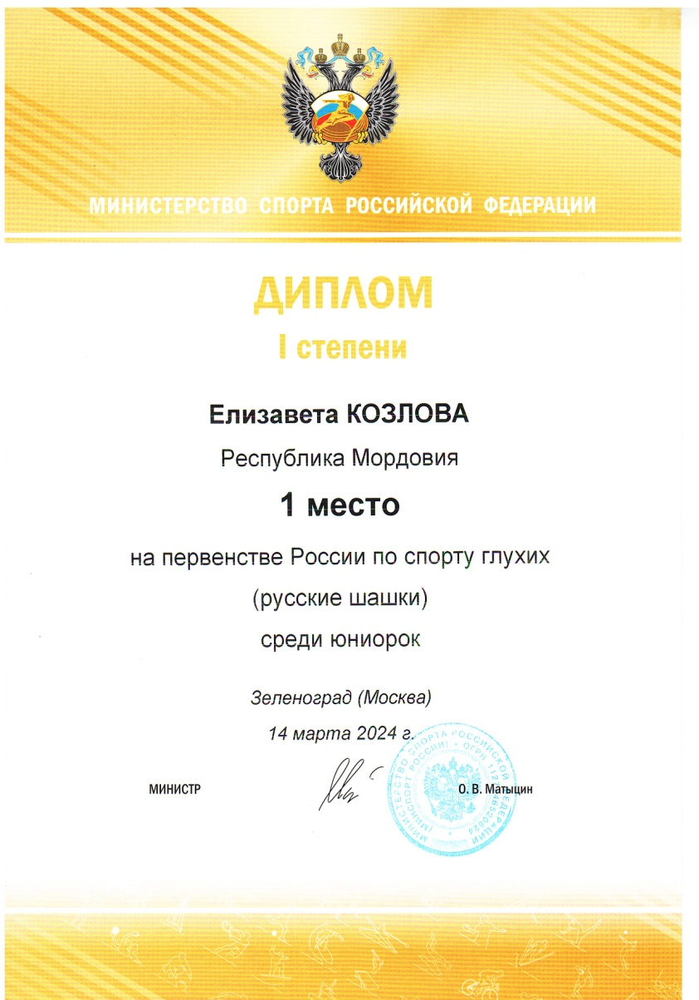 МИНИСТЕРСТВО СПОРТА РОССИЙСКОЙ ФЕДЕРАЦИИ
ДИПЛОМ
I степени
Елизавета КОЗЛОВА
Республика Мордовия
1 место
на первенстве России по спорту глухих
(русские шашки)
среди юниорок
Зеленоград (Москва)
14 марта 2024 г.
МИНИСТР
О. В. Матыцин
МИНИСТЕРСТВО СПОРТА РОССИЙСКОЙ ФЕДЕРАЦИИ
(МИНСПОРТ РОССИИ) * ОГРН